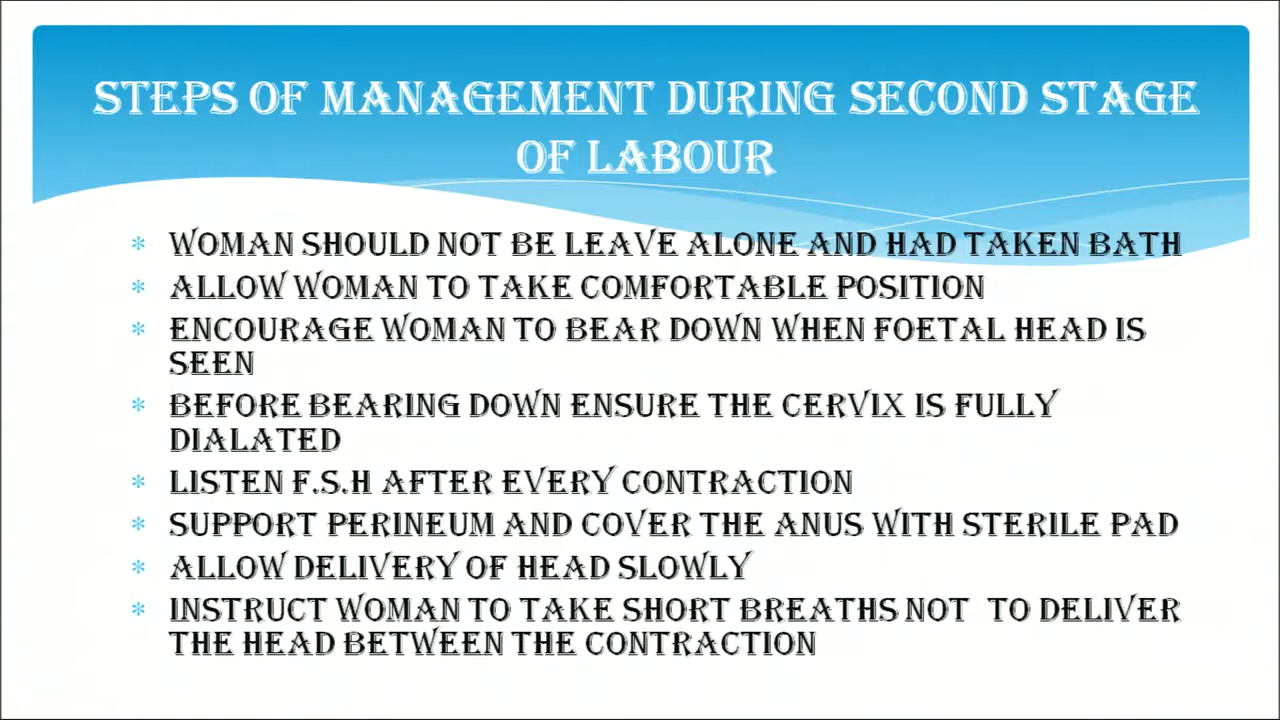 STEPS OF MANAGEMENT DURING SECOND STAGE
OF LABOUR
* WOMAN SHOULD NOT BE LEAVE ALONE AND HAD TAKEN BATH
* ALLOW WOMAN TO TAKE COMFORTABLE POSITION
* ENCOURAGE WOMAN TO BEAR DOWN WHEN FOETAL HEAD IS
SEEN
* BEFORE BEARING DOWN ENSURE THE CERVIX IS FULLY
DIALATED
* LISTEN F.S.H AFTER EVERY CONTRACTION
* SUPPORT PERINEUM AND COVER THE ANUS WITH STERILE PAD
* ALLOW DELIVERY OF HEAD SLOWLY
* INSTRUCT WOMAN TO TAKE SHORT BREATHS NOT TO DELIVER
THE HEAD BETWEEN THE CONTRACTION